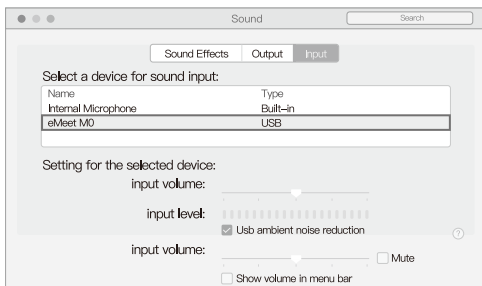 Sound
Search
Sound Effects Output Input
Select a device for sound input:
Name Type
Internal Microphone Built-in
eMeet M0 USB
Setting for the selected device:
input volume:
input level:
Usb ambient noise reduction
?
input volume:
Mute
Show volume in menu bar